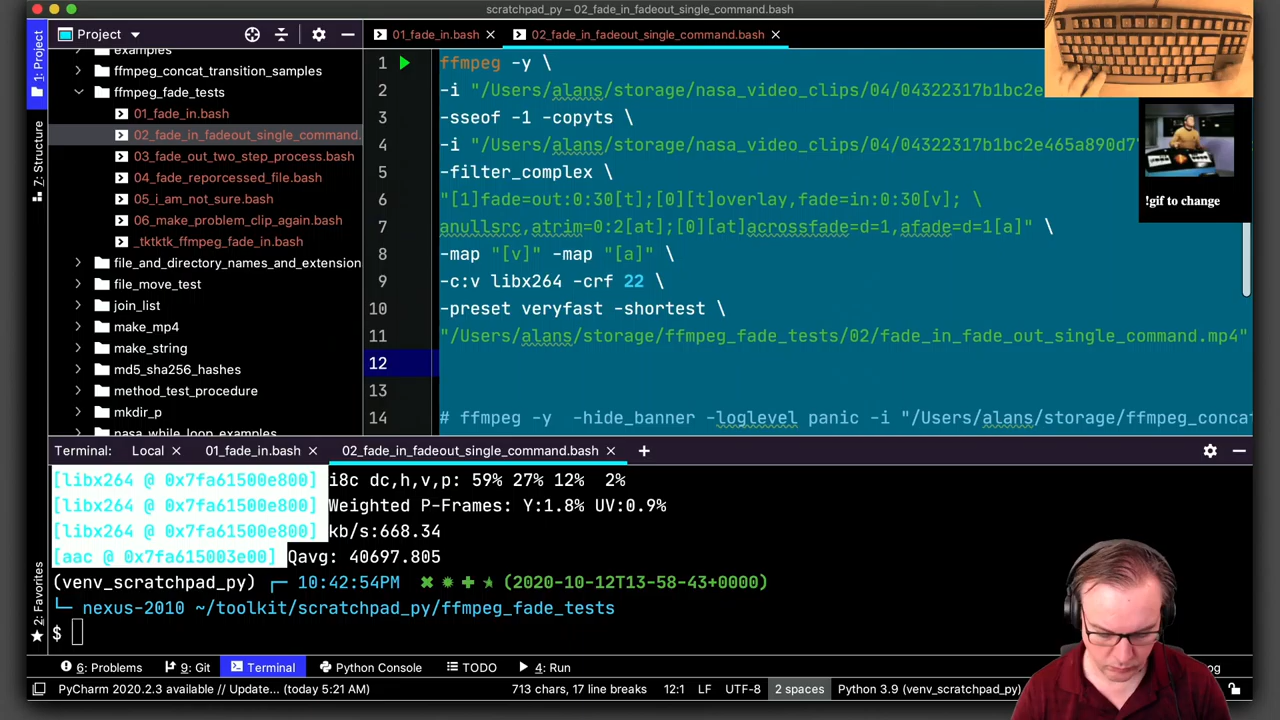 scratchpad_py – 02_fade_in_fadeout_single_command.bash
1: Project
Project
01_fade_in.bash
02_fade_in_fadeout_single_command.bash
examples
ffmpeg_concat_transition_samples
ffmpeg_fade_tests
01_fade_in.bash
02_fade_in_fadeout_single_command.
03_fade_out_two_step_process.bash
04_fade_reporcessed_file.bash
05_i_am_not_sure.bash
06_make_problem_clip_again.bash
_tktktk_ffmpeg_fade_in.bash
file_and_directory_names_and_extension
file_move_test
join_list
make_mp4
make_string
md5_sha256_hashes
method_test_procedure
mkdir_p
nasa_while_loop_examples
7: Structure
2: Favorites
1 ffmpeg -y \
2 -i "/Users/alans/storage/nasa_video_clips/04/04322317b1bc2e
3 -sseof -1 -copyts \
4 -i "/Users/alans/storage/nasa_video_clips/04/04322317b1bc2e465a890d7
5 -filter_complex \
6 "[1]fade=out:0:30[t];[0][t]overlay,fade=in:0:30[v]; \
7 anullsrc,atrim=0:2[at];[0][at]acrossfade=d=1,afade=d=1[a]" \
8 -map "[v]" -map "[a]" \
9 -c:v libx264 -crf 22 \
10 -preset veryfast -shortest \
11 "/Users/alans/storage/ffmpeg_fade_tests/02/fade_in_fade_out_single_command.mp4"
12
13
14 # ffmpeg -y  -hide_banner -loglevel panic -i "/Users/alans/storage/ffmpeg_concat
!gif to change
Terminal:
Local
01_fade_in.bash
02_fade_in_fadeout_single_command.bash
[libx264 @ 0x7fa61500e800] i8c dc,h,v,p: 59% 27% 12%  2%
[libx264 @ 0x7fa61500e800] Weighted P-Frames: Y:1.8% UV:0.9%
[libx264 @ 0x7fa61500e800] kb/s:668.34
[aac @ 0x7fa615003e00] Qavg: 40697.805
(venv_scratchpad_py) ┌─ 10:42:54PM ✖ ✹ ✚ ★ (2020-10-12T13-58-43+0000)
└─ nexus-2010 ~/toolkit/scratchpad_py/ffmpeg_fade_tests
$
6: Problems
9: Git
Terminal
Python Console
TODO
4: Run
PyCharm 2020.2.3 available // Update... (today 5:21 AM)
713 chars, 17 line breaks
12:1
LF
UTF-8
2 spaces
Python 3.9 (venv_scratchpad_py)